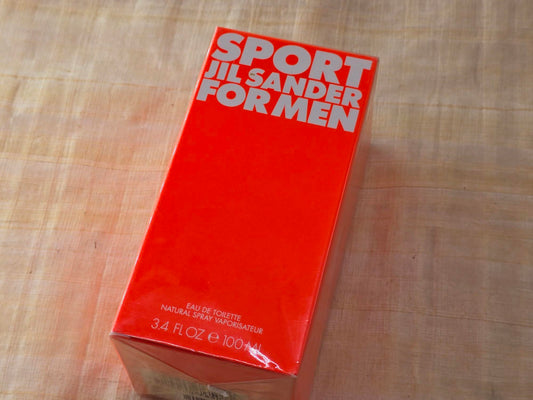 SPORT
JIL SANDER
FOR MEN
EAU DE TOILETTE
NATURAL SPRAY VAPORISATEUR
3.4 FL OZ ℮ 100 ML